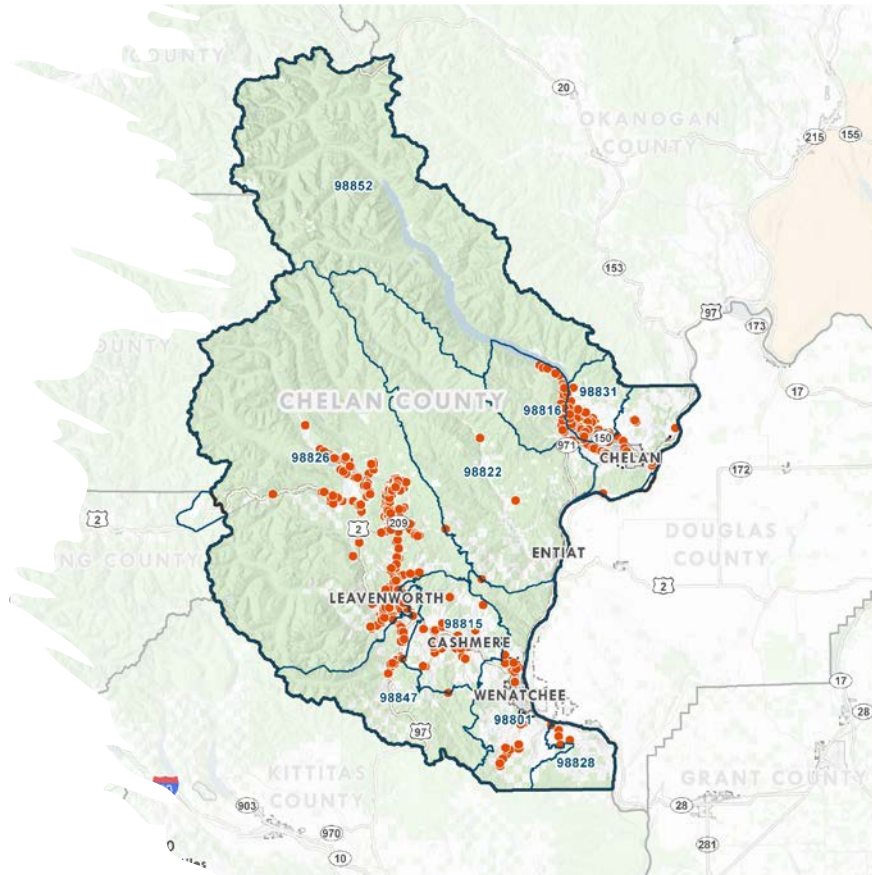 COUNTY
20
OKANOGAN
COUNTY
215
155
98852
153
97
173
COUNTY
17
CHELAN COUNTY
98831
98816
150
971
CHELAN
98826
98822
172
2
209
2
DOUGLAS
COUNTY
NG COUNTY
ENTIAT
2
LEAVENWORTH
98815
CASHMERE
98847
WENATCHEE
98801
17
28
97
98828
KITTITAS
COUNTY
GRANT COUNTY
903
28
970
10
281
0